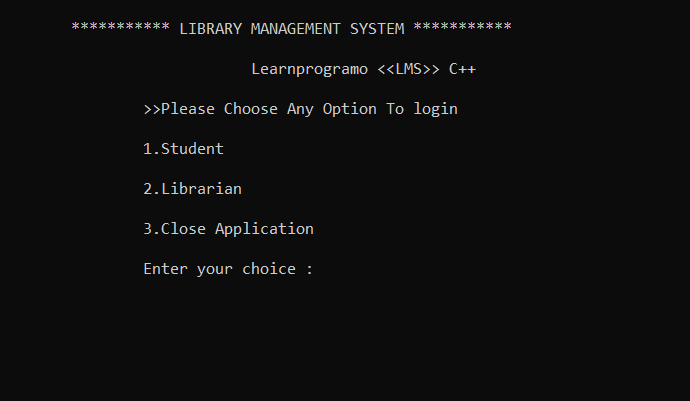 *********** LIBRARY MANAGEMENT SYSTEM ***********
Learnprogramo <<LMS>> C++
>>Please Choose Any Option To login
1.Student
2.Librarian
3.Close Application
Enter your choice :